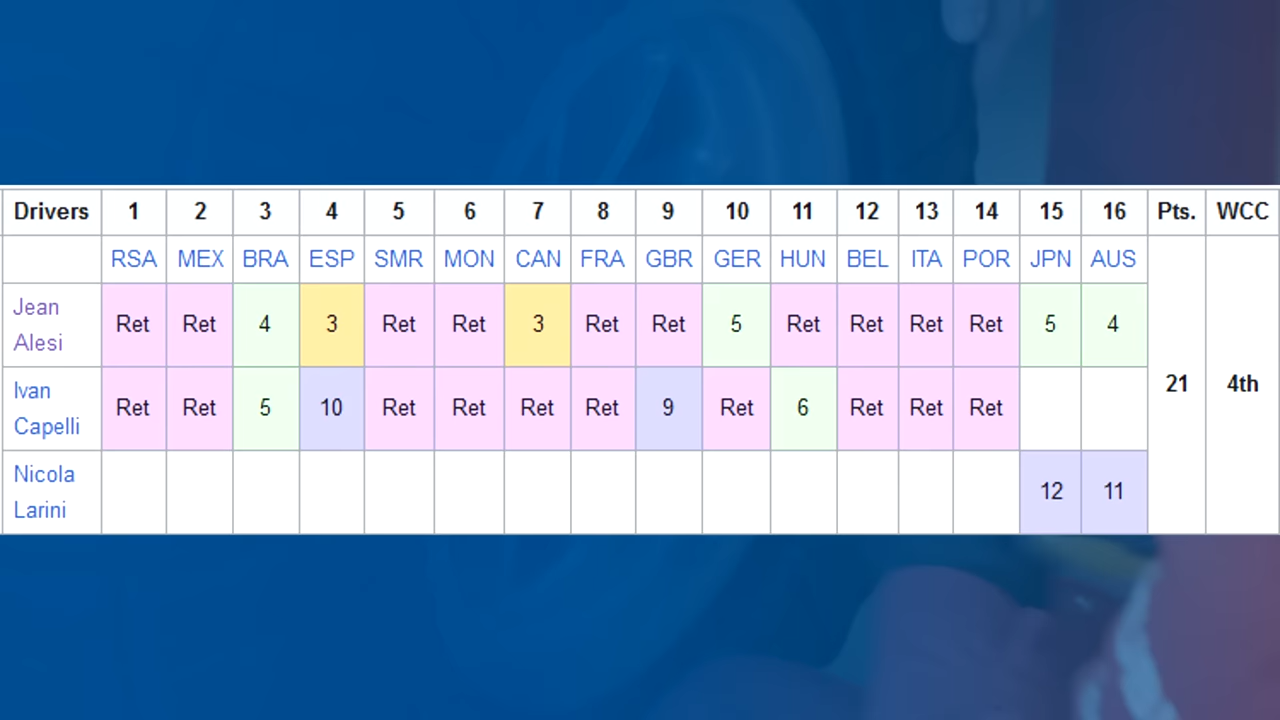 Drivers 1 2 3 4 5 6 7 8 9 10 11 12 13 14 15 16 Pts. WCC
RSA MEX BRA ESP SMR MON CAN FRA GBR GER HUN BEL ITA POR JPN AUS
Jean
Alesi
Ret Ret 4 3 Ret Ret 3 Ret Ret 5 Ret Ret Ret Ret 5 4
Ivan
Capelli
Ret Ret 5 10 Ret Ret Ret Ret 9 Ret 6 Ret Ret Ret
21 4th
Nicola
Larini
12 11